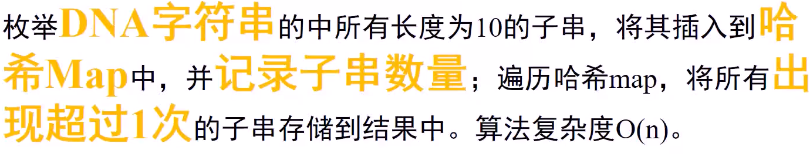 枚举DNA字符串的中所有长度为10的子串，将其插入到哈
希Map中，并记录子串数量；遍历哈希map，将所有出
现超过1次的子串存储到结果中。算法复杂度O(n)。